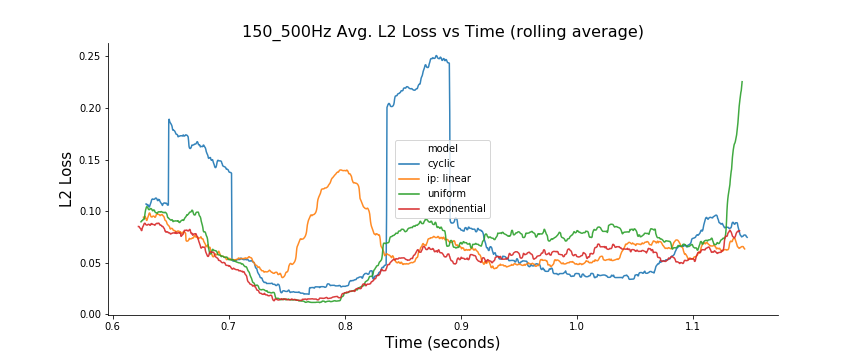 150_500Hz Avg. L2 Loss vs Time (rolling average)
L2 Loss
0.25
0.20
0.15
0.10
0.05
0.00
model
cyclic
ip: linear
uniform
exponential
0.6 0.7 0.8 0.9 1.0 1.1
Time (seconds)